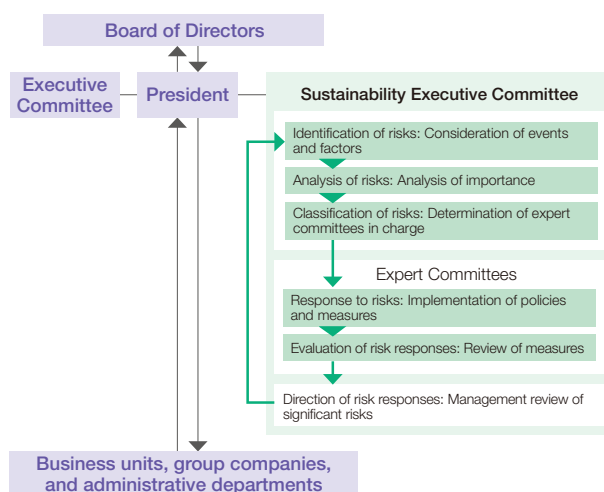 Board of Directors
Executive
Committee
President
Sustainability Executive Committee
Identification of risks: Consideration of events
and factors
Analysis of risks: Analysis of importance
Classification of risks: Determination of expert
committees in charge
Expert Committees
Response to risks: Implementation of policies
and measures
Evaluation of risk responses: Review of measures
Direction of risk responses: Management review of
significant risks
Business units, group companies,
and administrative departments